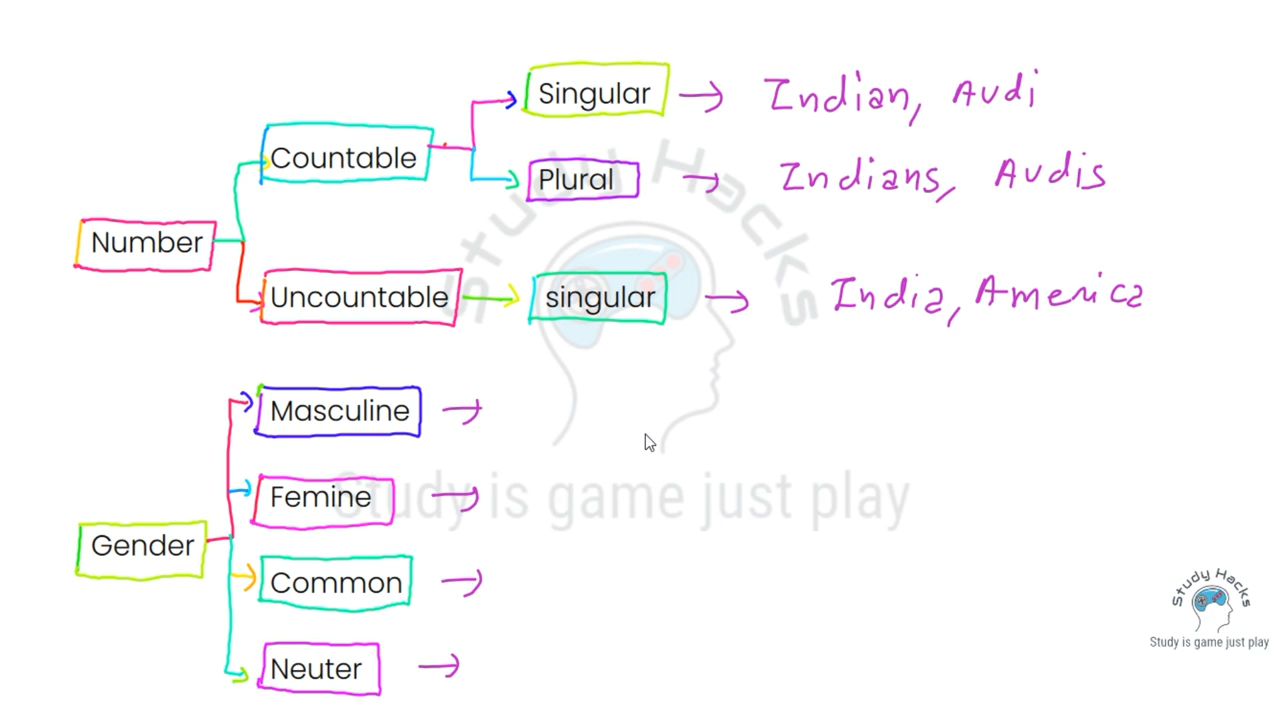 Singular → Indian, Audi
Countable
Plural → Indians, Audis
Number
Uncountable
singular → India, America
Masculine →
Femine →
Gender
Common →
Neuter →
Study Hacks
Study is game just play
Study Hacks
Study is game just play